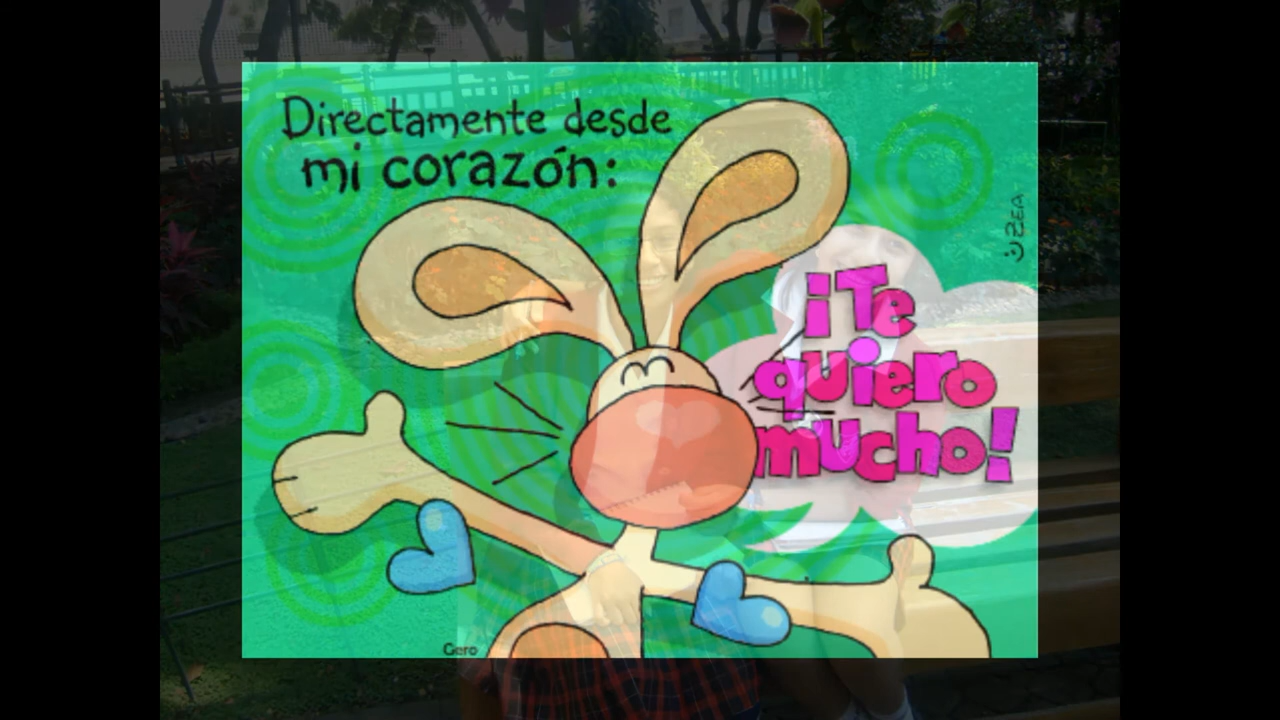 Directamente desde
mi corazón:
ZEA
¡Te
quiero
mucho!
Gero